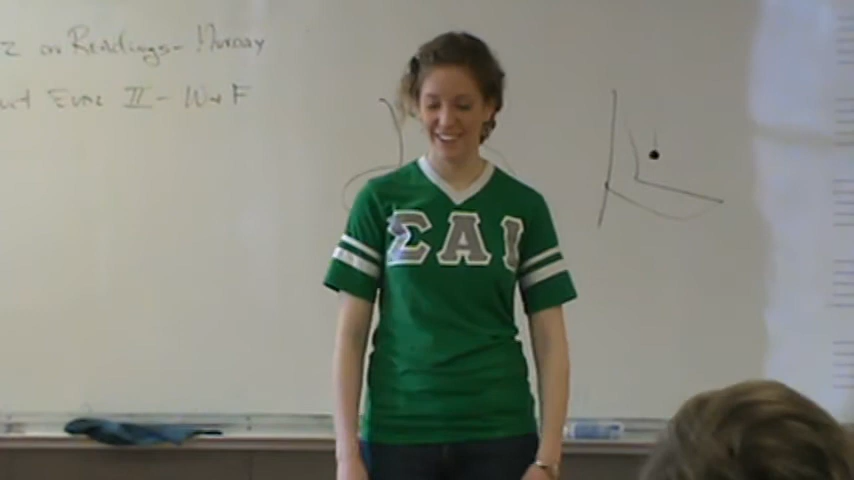 on Readings - Monday
Eval II - W + F
ΣΑΙ